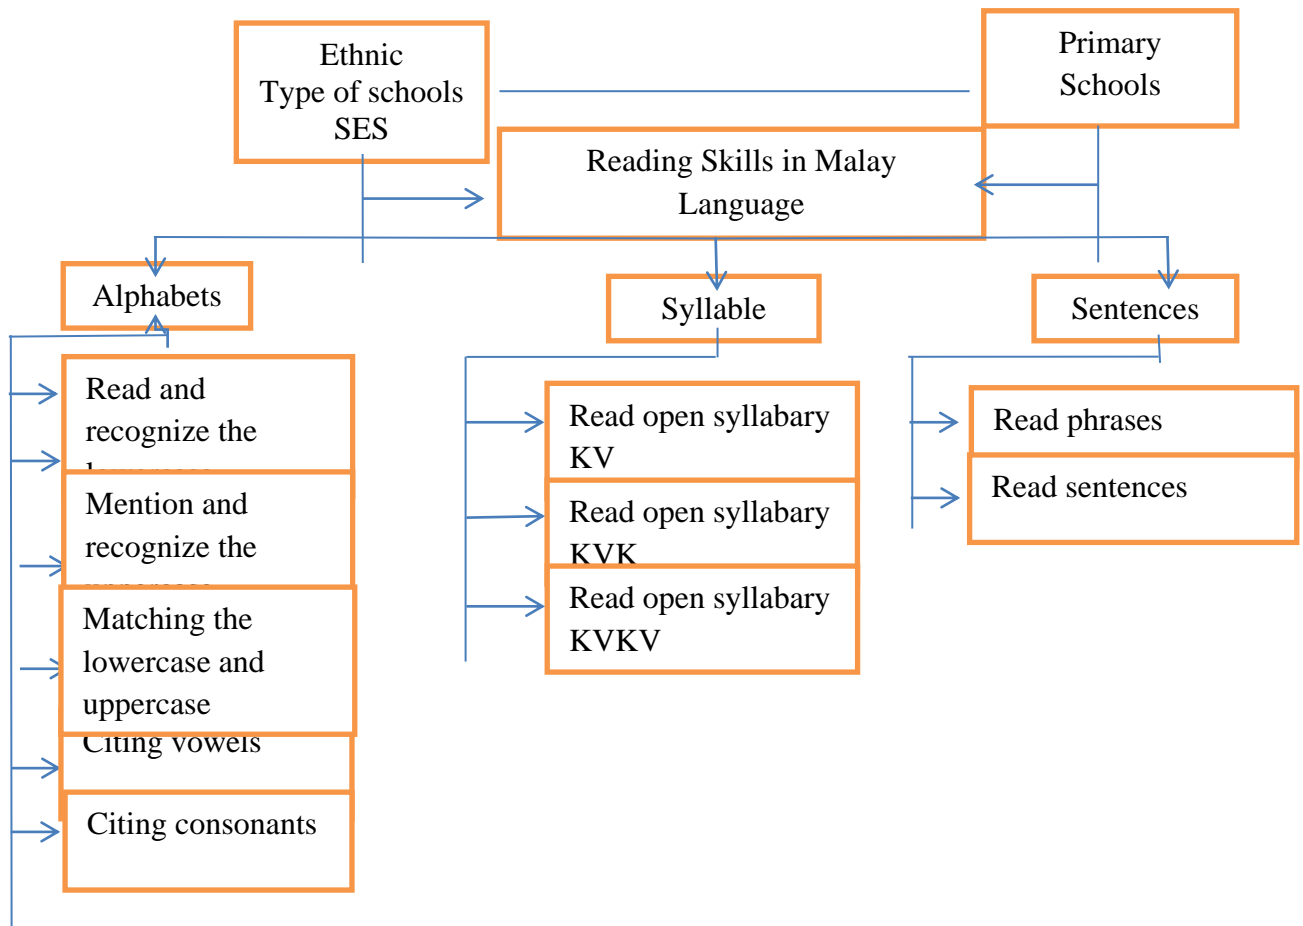 Ethnic
Type of schools
SES
Primary
Schools
Reading Skills in Malay
Language
Alphabets
Syllable
Sentences
Read and
recognize the
Mention and
recognize the
Matching the
lowercase and
uppercase
Citing vowels
Citing consonants
Read open syllabary
KV
Read open syllabary
KVK
Read open syllabary
KVKV
Read phrases
Read sentences